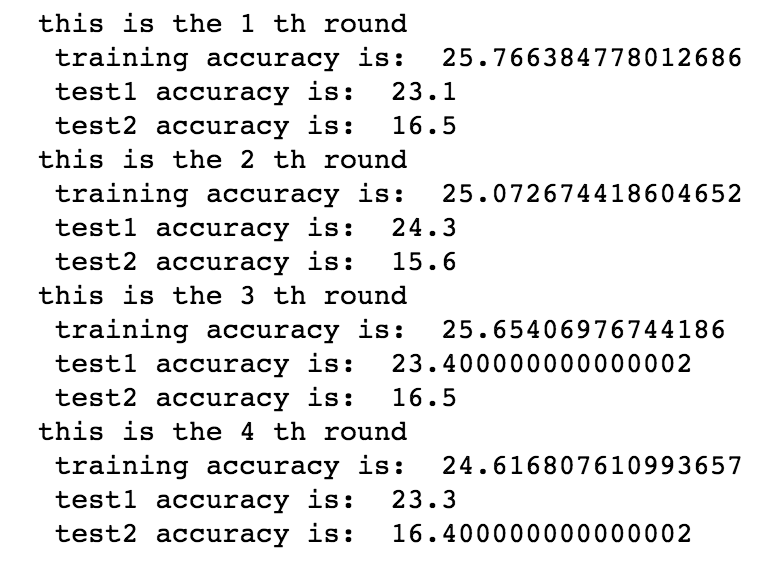 this is the 1 th round
training accuracy is:  25.766384778012686
test1 accuracy is:  23.1
test2 accuracy is:  16.5
this is the 2 th round
training accuracy is:  25.072674418604652
test1 accuracy is:  24.3
test2 accuracy is:  15.6
this is the 3 th round
training accuracy is:  25.65406976744186
test1 accuracy is:  23.400000000000002
test2 accuracy is:  16.5
this is the 4 th round
training accuracy is:  24.616807610993657
test1 accuracy is:  23.3
test2 accuracy is:  16.400000000000002